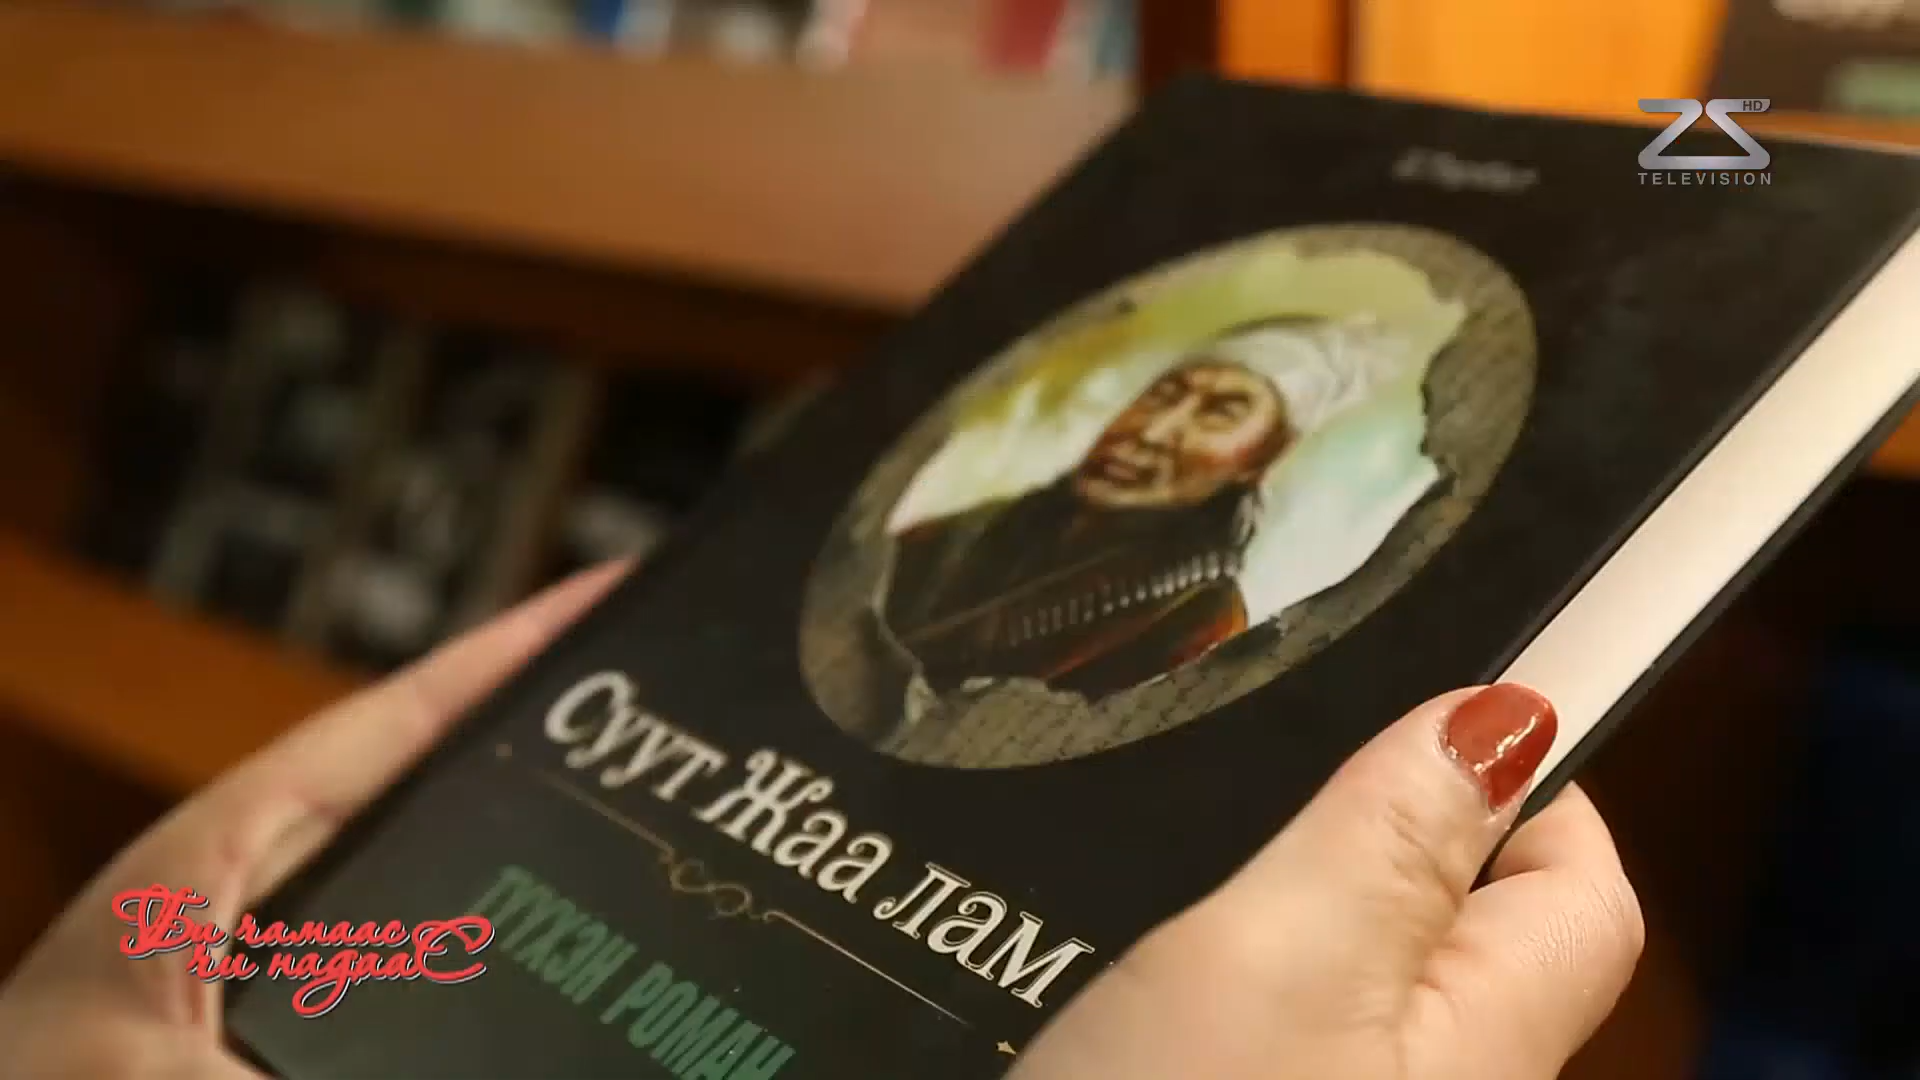 HD
TELEVISION
Суут Жаа лам
ТҮҮХЭН РОМАН
Би чамаас
чи надаас